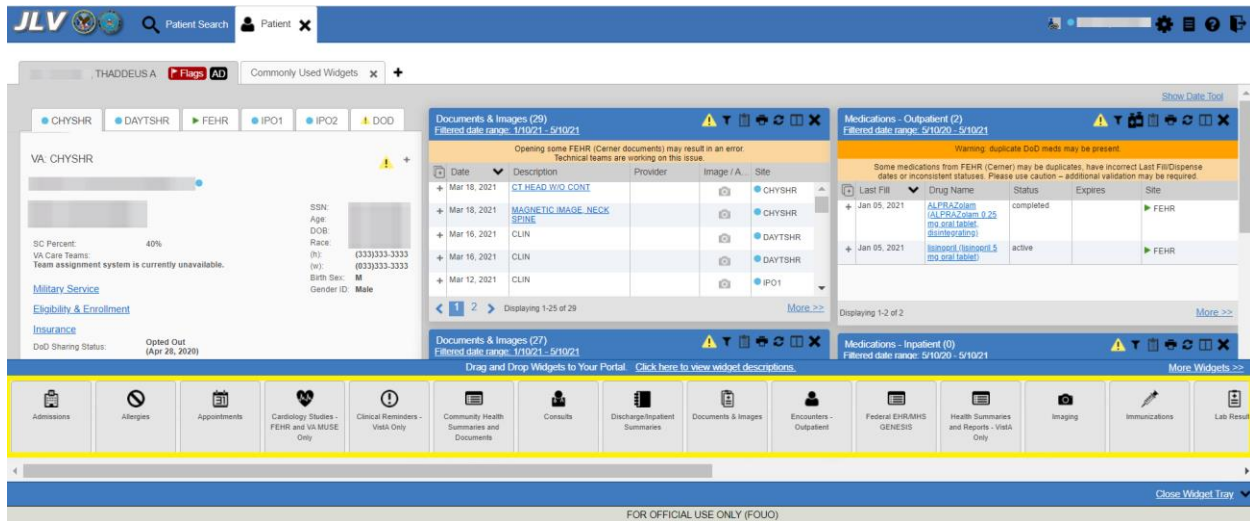 JLV Patient Search Patient
THADDEUS A Flags AD Commonly Used Widgets
Show Date Tool
CHYSHR DAYTSHR FEHR IPO1 IPO2 DOD
VA: CHYSHR
SSN:
Age:
DOB:
Race:
(h): (333)333-3333
(w): (033)333-3333
Birth Sex: M
Gender ID: Male
SC Percent: 40%
VA Care Teams:
Team assignment system is currently unavailable.
Military Service
Eligibility & Enrollment
Insurance
DoD Sharing Status: Opted Out
(Apr 28, 2020)
Documents & Images (29)
Filtered date range: 1/10/21 - 5/10/21
Opening some FEHR (Cerner documents) may result in an error.
Technical teams are working on this issue.
Date Description Provider Image / A... Site
Mar 18, 2021 CT HEAD W/O CONT CHYSHR
Mar 18, 2021 MAGNETIC IMAGE, NECK
SPINE CHYSHR
Mar 16, 2021 CLIN DAYTSHR
Mar 16, 2021 CLIN DAYTSHR
Mar 12, 2021 CLIN IPO1
1 2 Displaying 1-25 of 29 More >>
Documents & Images (27)
Filtered date range: 1/10/21 - 5/10/21
Medications - Outpatient (2)
Filtered date range: 5/10/20 - 5/10/21
Warning: duplicate DoD meds may be present.
Some medications from FEHR (Cerner) may be duplicates, have incorrect Last Fill/Dispense
dates or inconsistent statuses. Please use caution – additional validation may be required.
Last Fill Drug Name Status Expires Site
Jan 05, 2021 ALPRAZolam completed FEHR
(ALPRAZolam 0.25
mg oral tablet,
disintegrating)
Jan 05, 2021 lisinopril (lisinopril 5 active FEHR
mg oral tablet)
Displaying 1-2 of 2 More >>
Medications - Inpatient (0)
Filtered date range: 5/10/20 - 5/10/21
Drag and Drop Widgets to Your Portal. Click here to view widget descriptions. More Widgets >>
Admissions
Allergies
Appointments
Cardiology Studies -
FEHR and VA MUSE
Only
Clinical Reminders -
VistA Only
Community Health
Summaries and
Documents
Consults
Discharge/Inpatient
Summaries
Documents & Images
Encounters -
Outpatient
Federal EHR/MHS
GENESIS
Health Summaries
and Reports - VistA
Only
Imaging
Immunizations
Lab Result
Close Widget Tray
FOR OFFICIAL USE ONLY (FOUO)